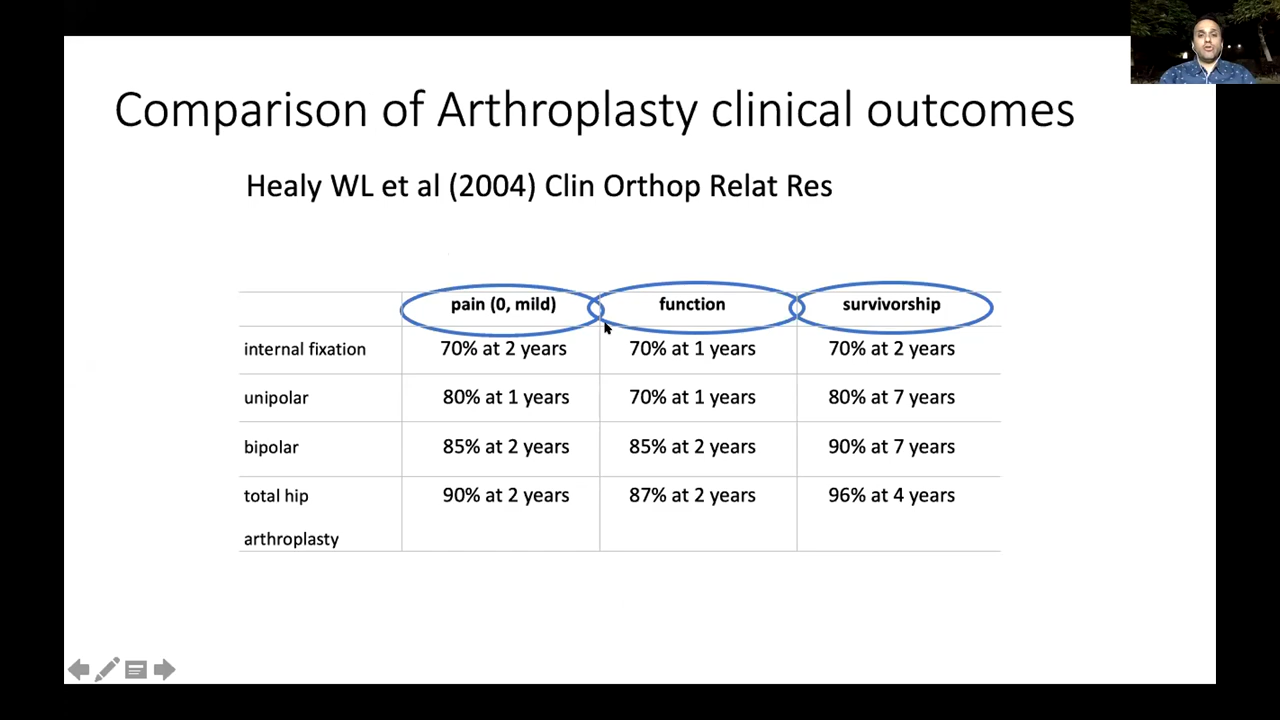 Comparison of Arthroplasty clinical outcomes
Healy WL et al (2004) Clin Orthop Relat Res
pain (0, mild) function survivorship
internal fixation 70% at 2 years 70% at 1 years 70% at 2 years
unipolar 80% at 1 years 70% at 1 years 80% at 7 years
bipolar 85% at 2 years 85% at 2 years 90% at 7 years
total hip 90% at 2 years 87% at 2 years 96% at 4 years
arthroplasty